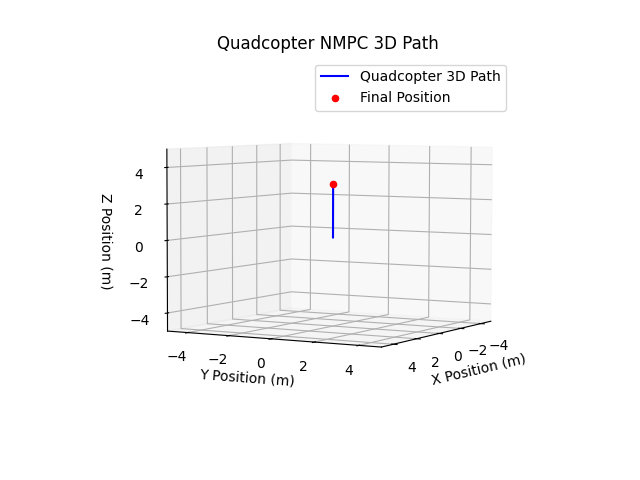 Quadcopter NMPC 3D Path
Quadcopter 3D Path
Final Position
Z Position (m)
4
2
0
−2
−4
−4
−2
0
2
4
Y Position (m)
4
2
0
−2
−4
X Position (m)